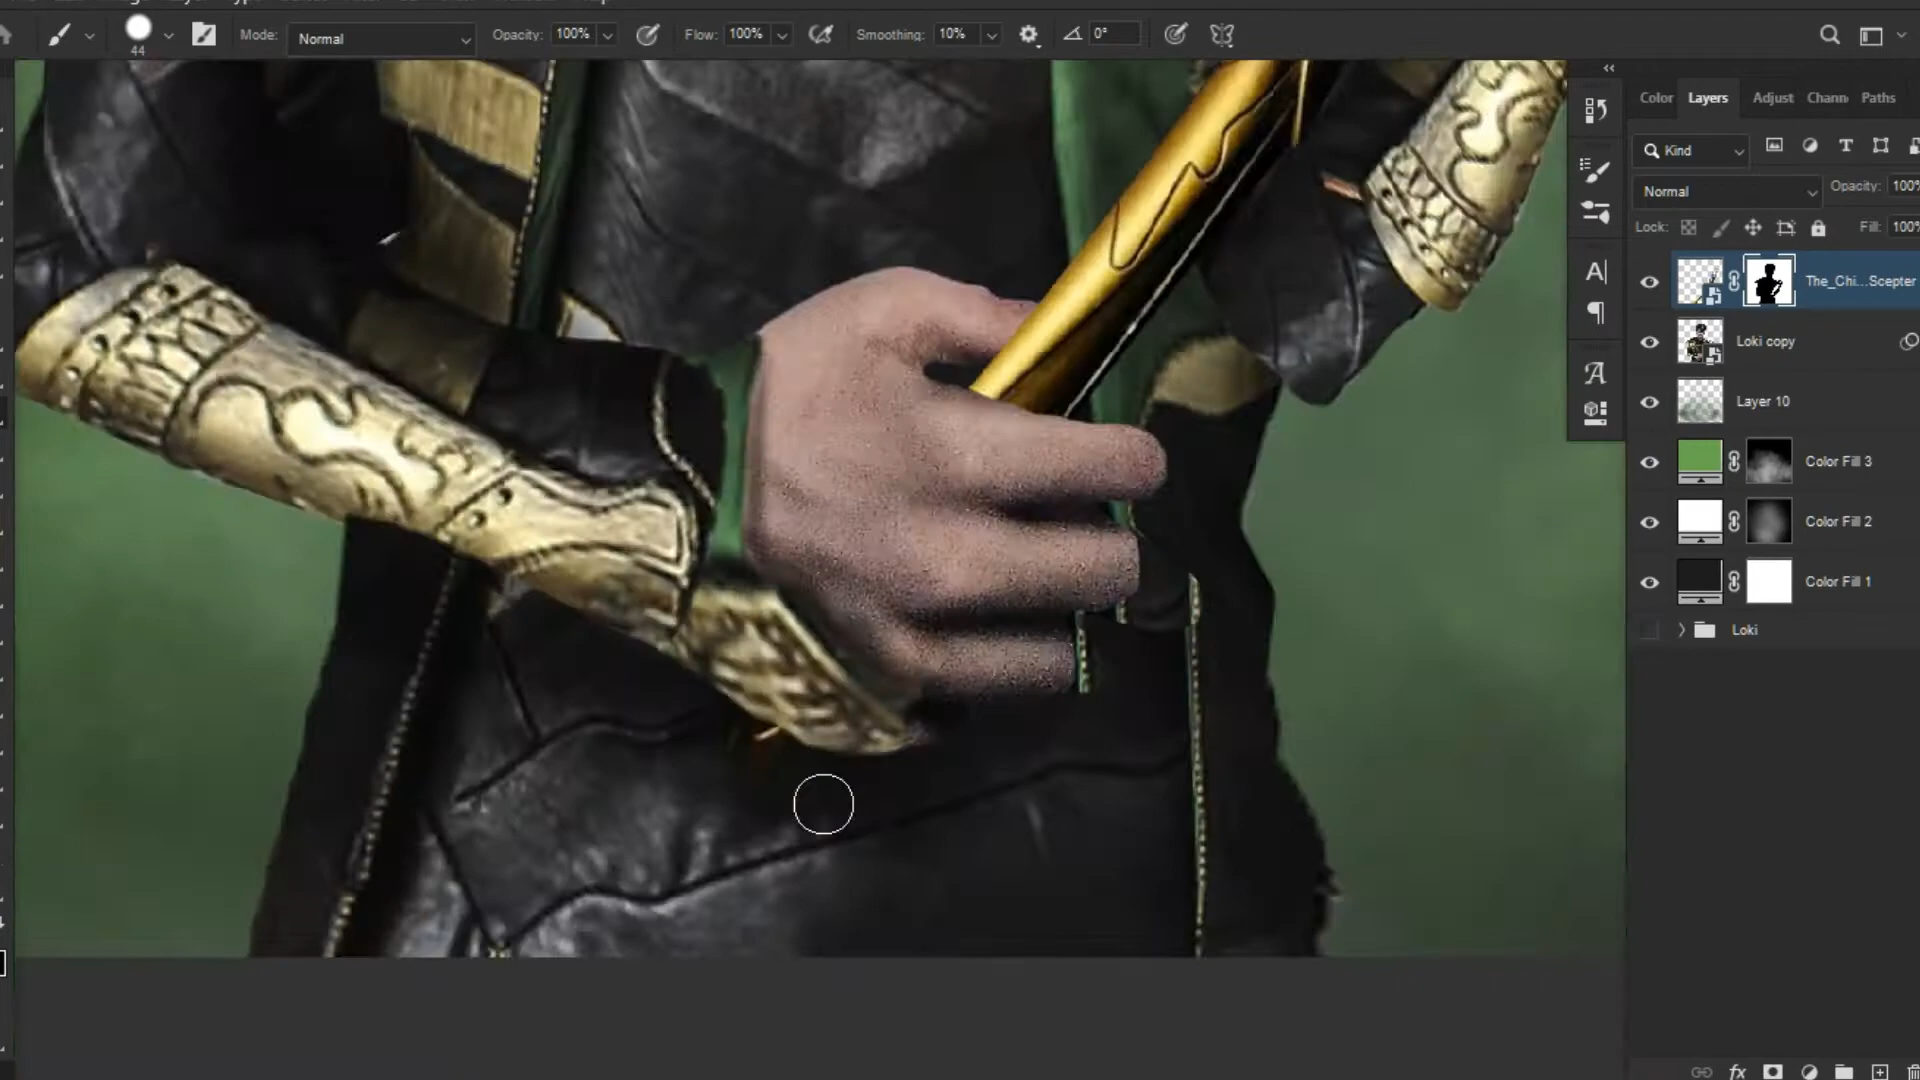 44
Mode: Normal
Opacity: 100%
Flow: 100%
Smoothing: 10%
0°
Color Layers Adjust Chann Paths
Kind
Normal Opacity: 100%
Lock: Fill: 100%
The_Chi...Scepter
Loki copy
Layer 10
Color Fill 3
Color Fill 2
Color Fill 1
Loki
fx